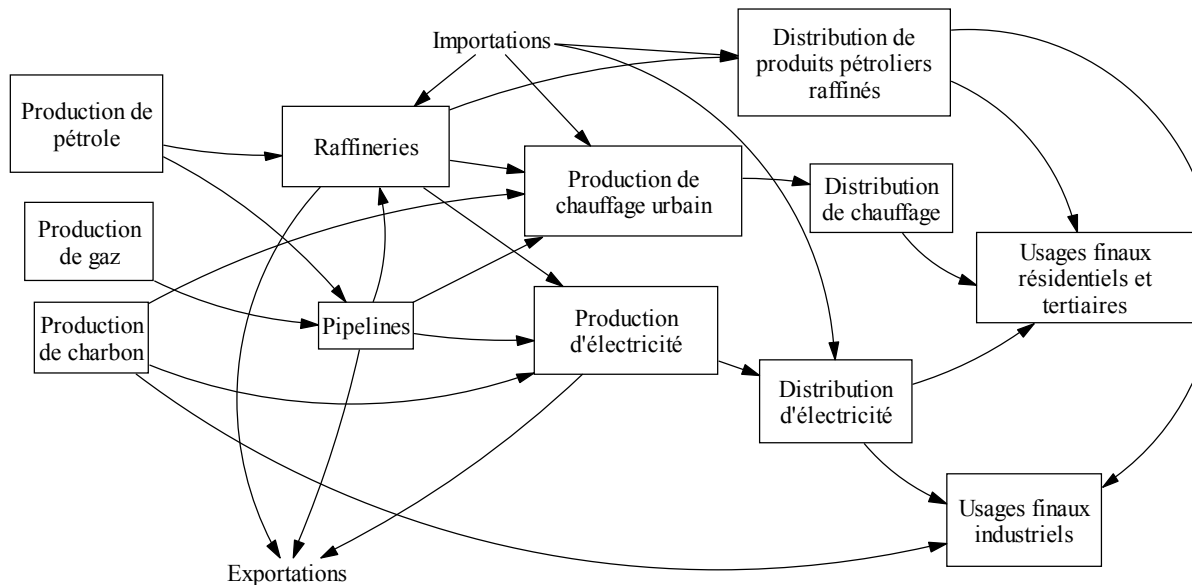 Importations
Distribution de
produits pétroliers
raffinés
Production de
pétrole
Raffineries
Production de
chauffage urbain
Distribution
de chauffage
Production
de gaz
Usages finaux
résidentiels et
tertiaires
Production
de charbon
Pipelines
Production
d'électricité
Distribution
d'électricité
Usages finaux
industriels
Exportations